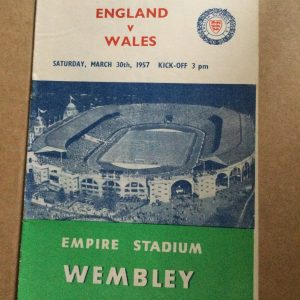 ENGLAND
v
WALES
SATURDAY, MARCH 30th, 1957 KICK-OFF 3 pm
EMPIRE STADIUM
WEMBLEY